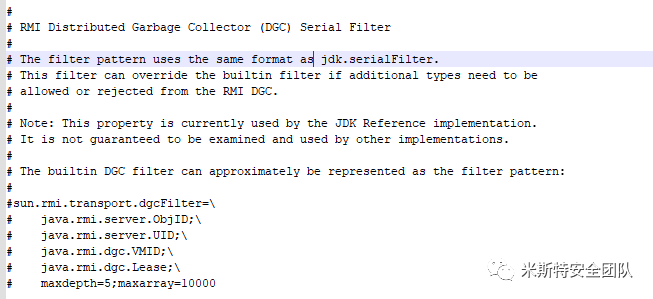 #
# RMI Distributed Garbage Collector (DGC) Serial Filter
#
# The filter pattern uses the same format as jdk.serialFilter.
# This filter can override the builtin filter if additional types need to be
# allowed or rejected from the RMI DGC.
#
# Note: This property is currently used by the JDK Reference implementation.
# It is not guaranteed to be examined and used by other implementations.
#
# The builtin DGC filter can approximately be represented as the filter pattern:
#
#sun.rmi.transport.dgcFilter=\
#    java.rmi.server.ObjID;\
#    java.rmi.server.UID;\
#    java.rmi.dgc.VMID;\
#    java.rmi.dgc.Lease;\
#    maxdepth=5;maxarray=10000
米斯特安全团队